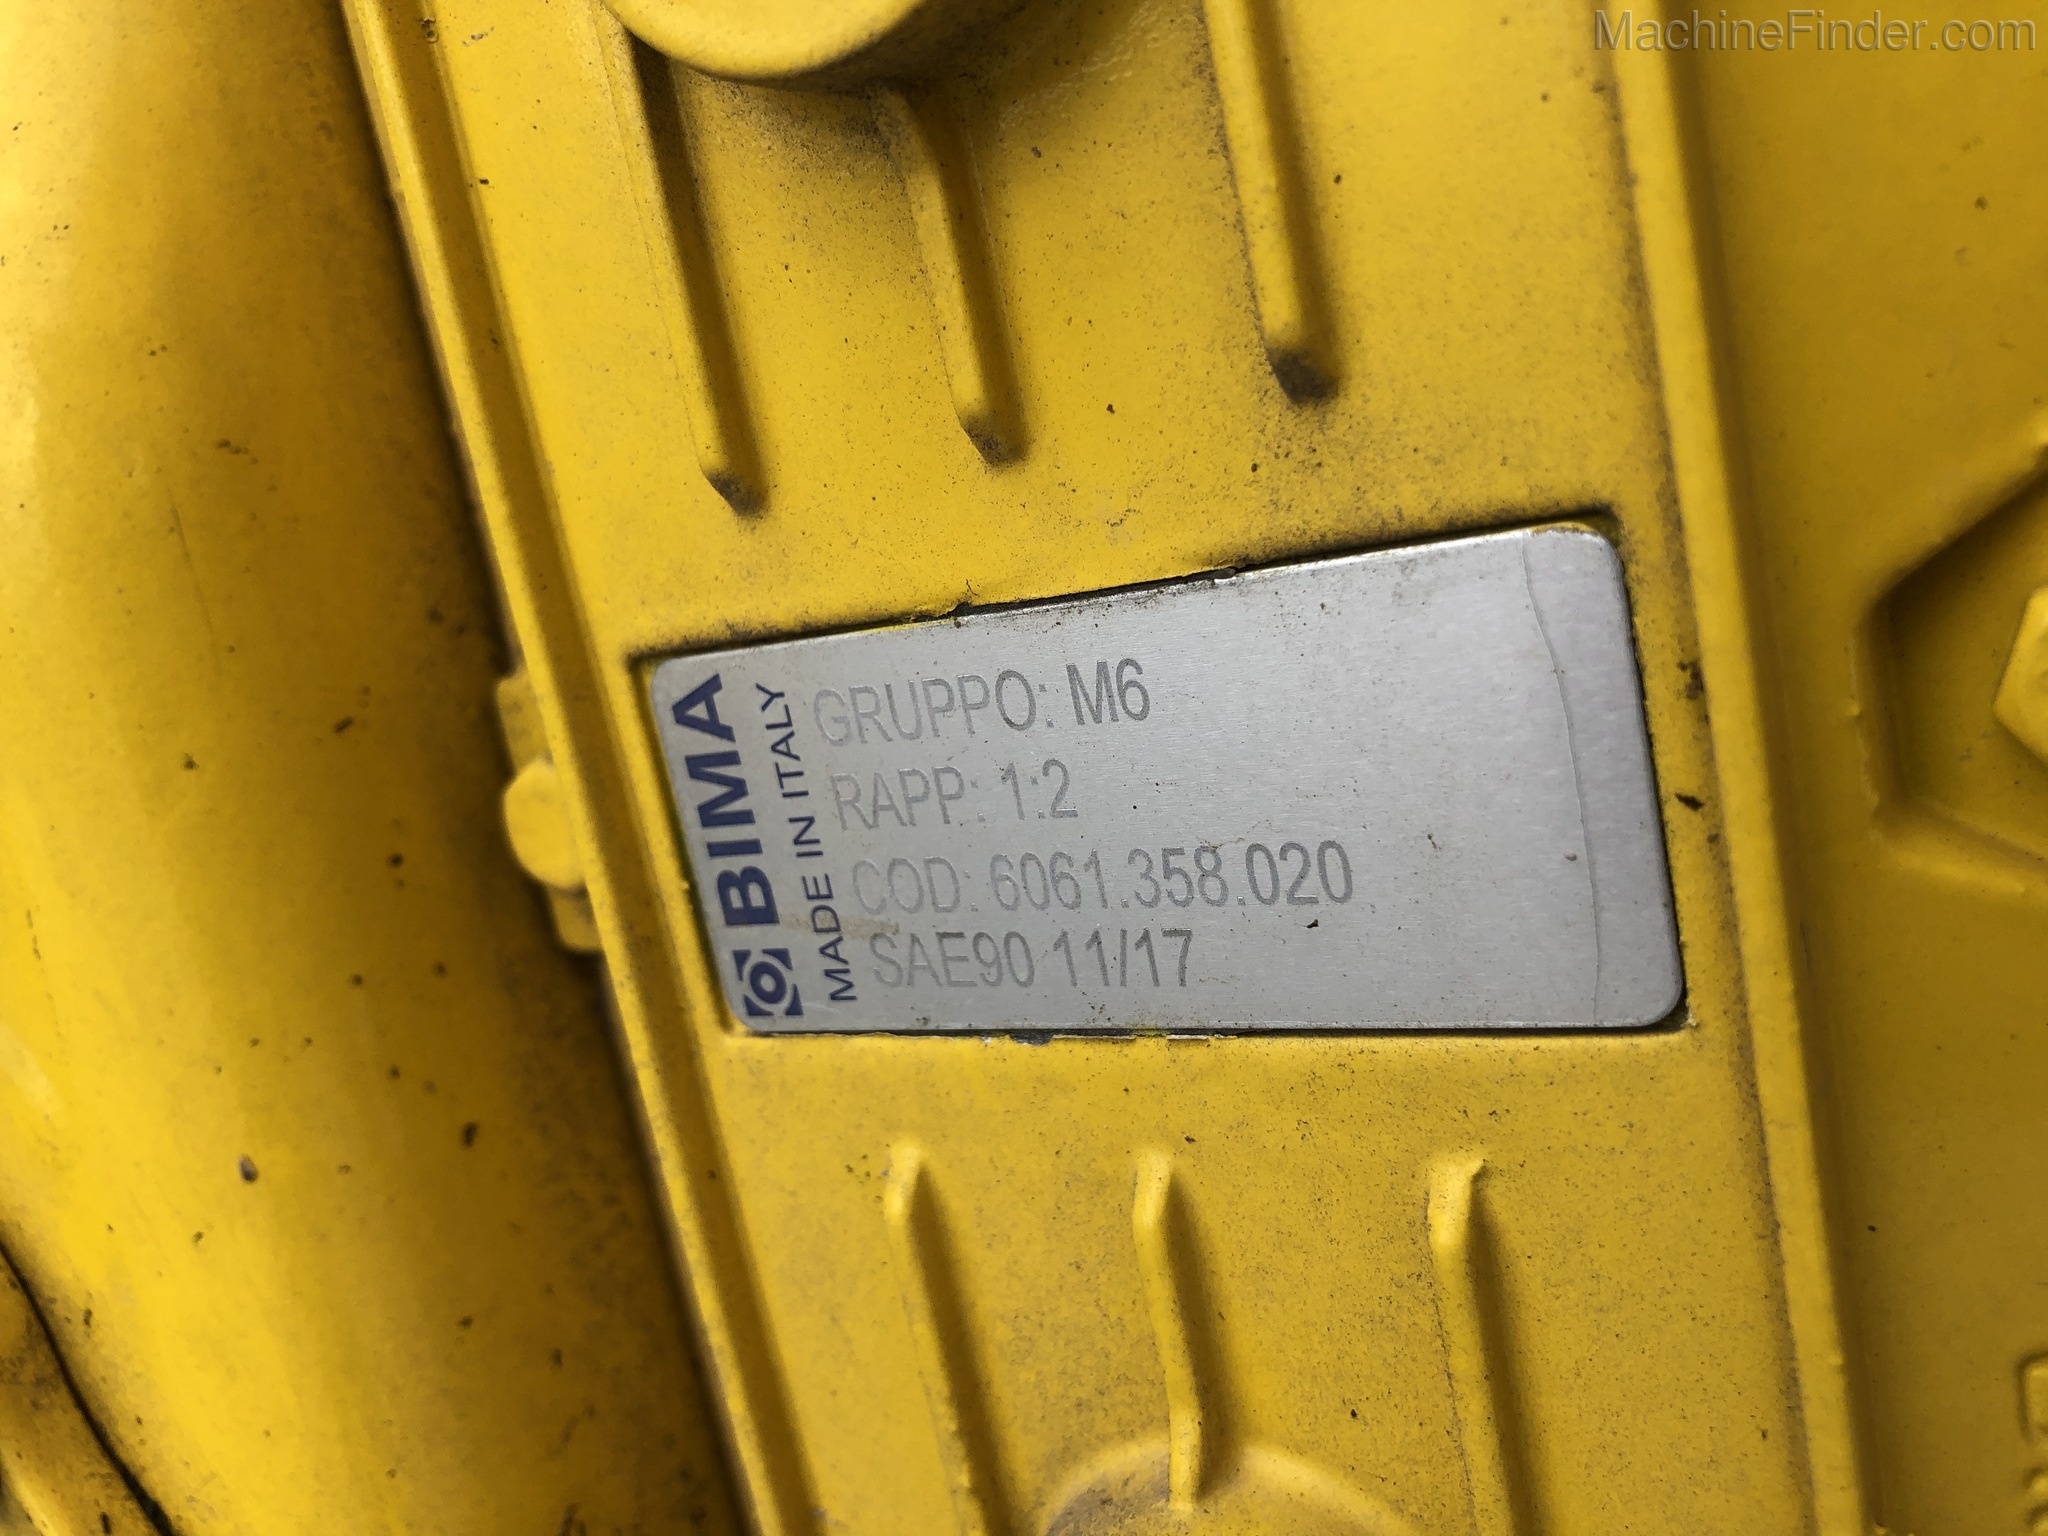 MachineFinder.com
BIMA
MADE IN ITALY
GRUPPO: M6
RAPP: 1:2
COD: 6061.358.020
SAE90 11/17